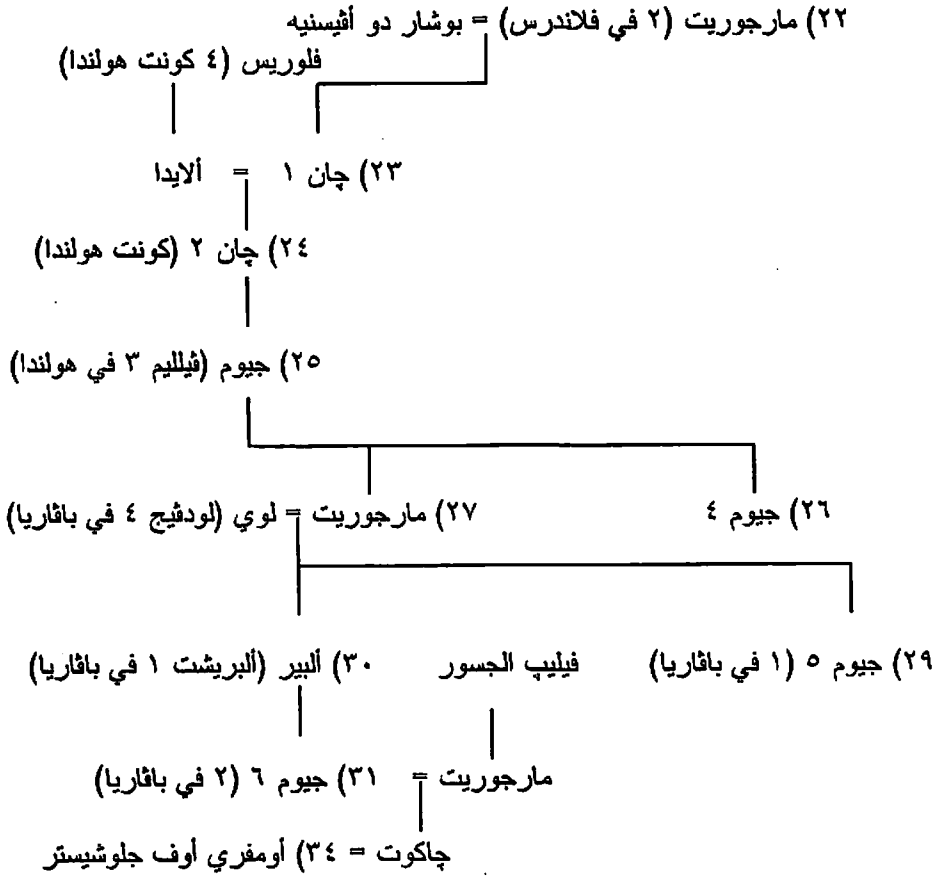 ٢٢) مارجوريت (٢ في فلاندرس) = بوشار دو أڤيسنيه
فلوريس (٤ كونت هولندا)
٢٣) چان ١ = ألايدا
٢٤) چان ٢ (كونت هولندا)
٢٥) جيوم (ڤيلليم ٣ في هولندا)
٢٦) جيوم ٤
٢٧) مارجوريت = لوي (لودڤيج ٤ في باڤاريا)
٢٩) جيوم ٥ (١ في باڤاريا)
فيليپ الجسور
٣٠) ألبير (ألبريشت ١ في باڤاريا)
مارجوريت = ٣١) جيوم ٦ (٢ في باڤاريا)
چاكوت = ٣٤) أومفري أوف جلوشيستر